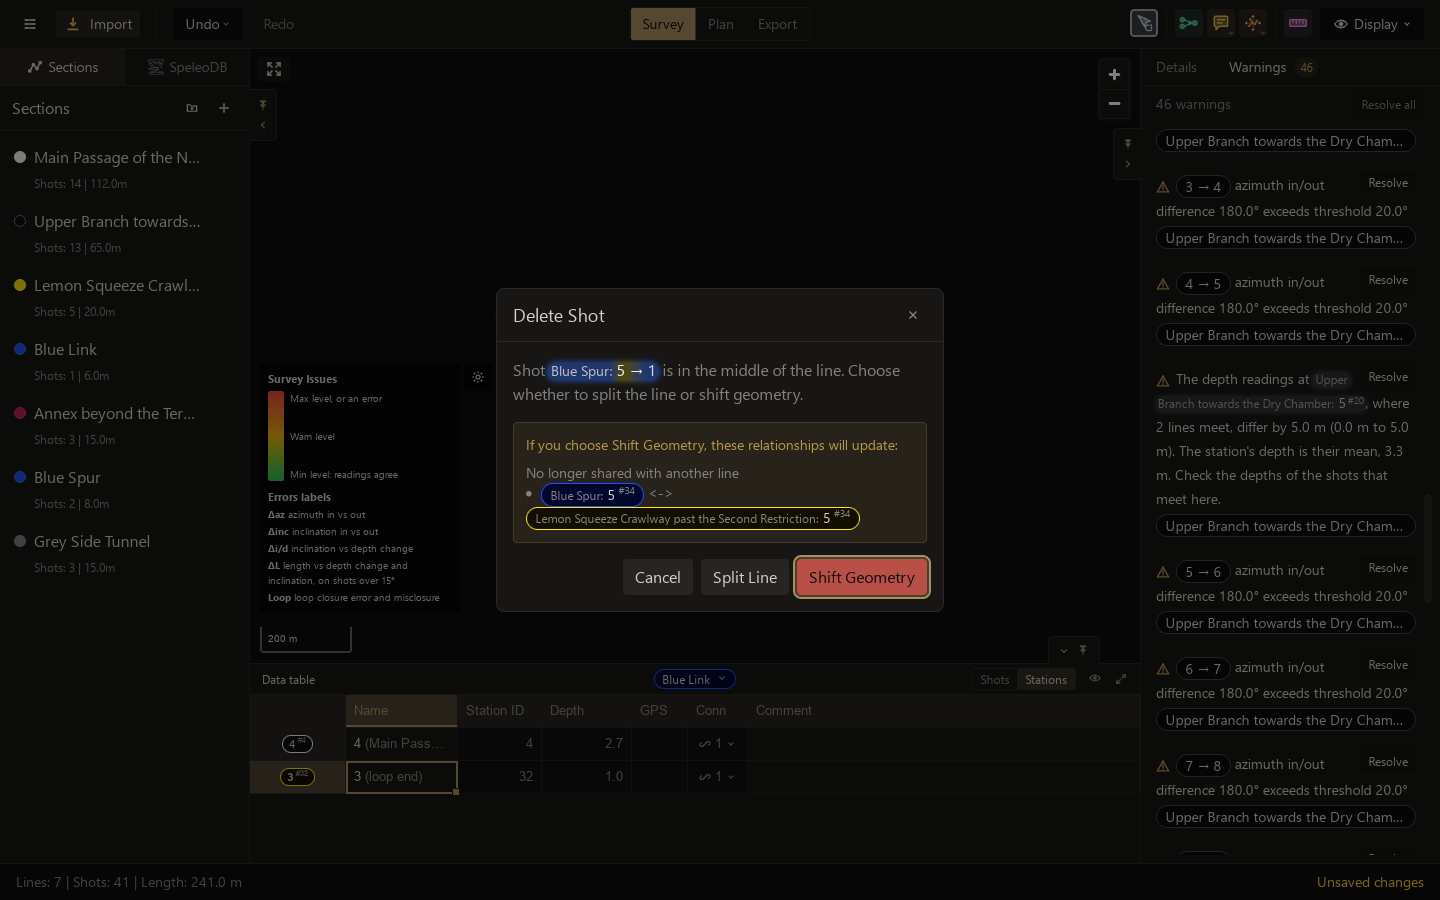 Import
Undo
Redo
Survey
Plan
Export
Display
Sections
SpeleoDB
Sections
Main Passage of the N...
Shots: 14 | 112.0m
Upper Branch towards...
Shots: 13 | 65.0m
Lemon Squeeze Crawl...
Shots: 5 | 20.0m
Blue Link
Shots: 1 | 6.0m
Annex beyond the Ter...
Shots: 3 | 15.0m
Blue Spur
Shots: 2 | 8.0m
Grey Side Tunnel
Shots: 3 | 15.0m
Survey Issues
Max level, or an error
Warn level
Min level: readings agree
Errors labels
Δaz azimuth in vs out
Δinc inclination in vs out
Δi/d inclination vs depth change
ΔL length vs depth change and
inclination, on shots over 15°
Loop loop closure error and misclosure
200 m
Delete Shot
Shot Blue Spur: 5 → 1 is in the middle of the line. Choose
whether to split the line or shift geometry.
If you choose Shift Geometry, these relationships will update:
No longer shared with another line
• Blue Spur: 5 #34 <->
Lemon Squeeze Crawlway past the Second Restriction: 5 #34
Cancel
Split Line
Shift Geometry
Data table
Blue Link
Shots
Stations
Name
Station ID
Depth
GPS
Conn
Comment
4 #4
4 (Main Pass...
4
2.7
1
3 #32
3 (loop end)
32
1.0
1
Details
Warnings 46
46 warnings
Resolve all
Upper Branch towards the Dry Cham...
3 → 4 azimuth in/out
Resolve
difference 180.0° exceeds threshold 20.0°
Upper Branch towards the Dry Cham...
4 → 5 azimuth in/out
Resolve
difference 180.0° exceeds threshold 20.0°
Upper Branch towards the Dry Cham...
The depth readings at Upper
Resolve
Branch towards the Dry Chamber: 5 #20, where
2 lines meet, differ by 5.0 m (0.0 m to 5.0
m). The station's depth is their mean, 3.3
m. Check the depths of the shots that
meet here.
Upper Branch towards the Dry Cham...
5 → 6 azimuth in/out
Resolve
difference 180.0° exceeds threshold 20.0°
Upper Branch towards the Dry Cham...
6 → 7 azimuth in/out
Resolve
difference 180.0° exceeds threshold 20.0°
Upper Branch towards the Dry Cham...
7 → 8 azimuth in/out
Resolve
difference 180.0° exceeds threshold 20.0°
Upper Branch towards the Dry Cham...
Lines: 7 | Shots: 41 | Length: 241.0 m
Unsaved changes